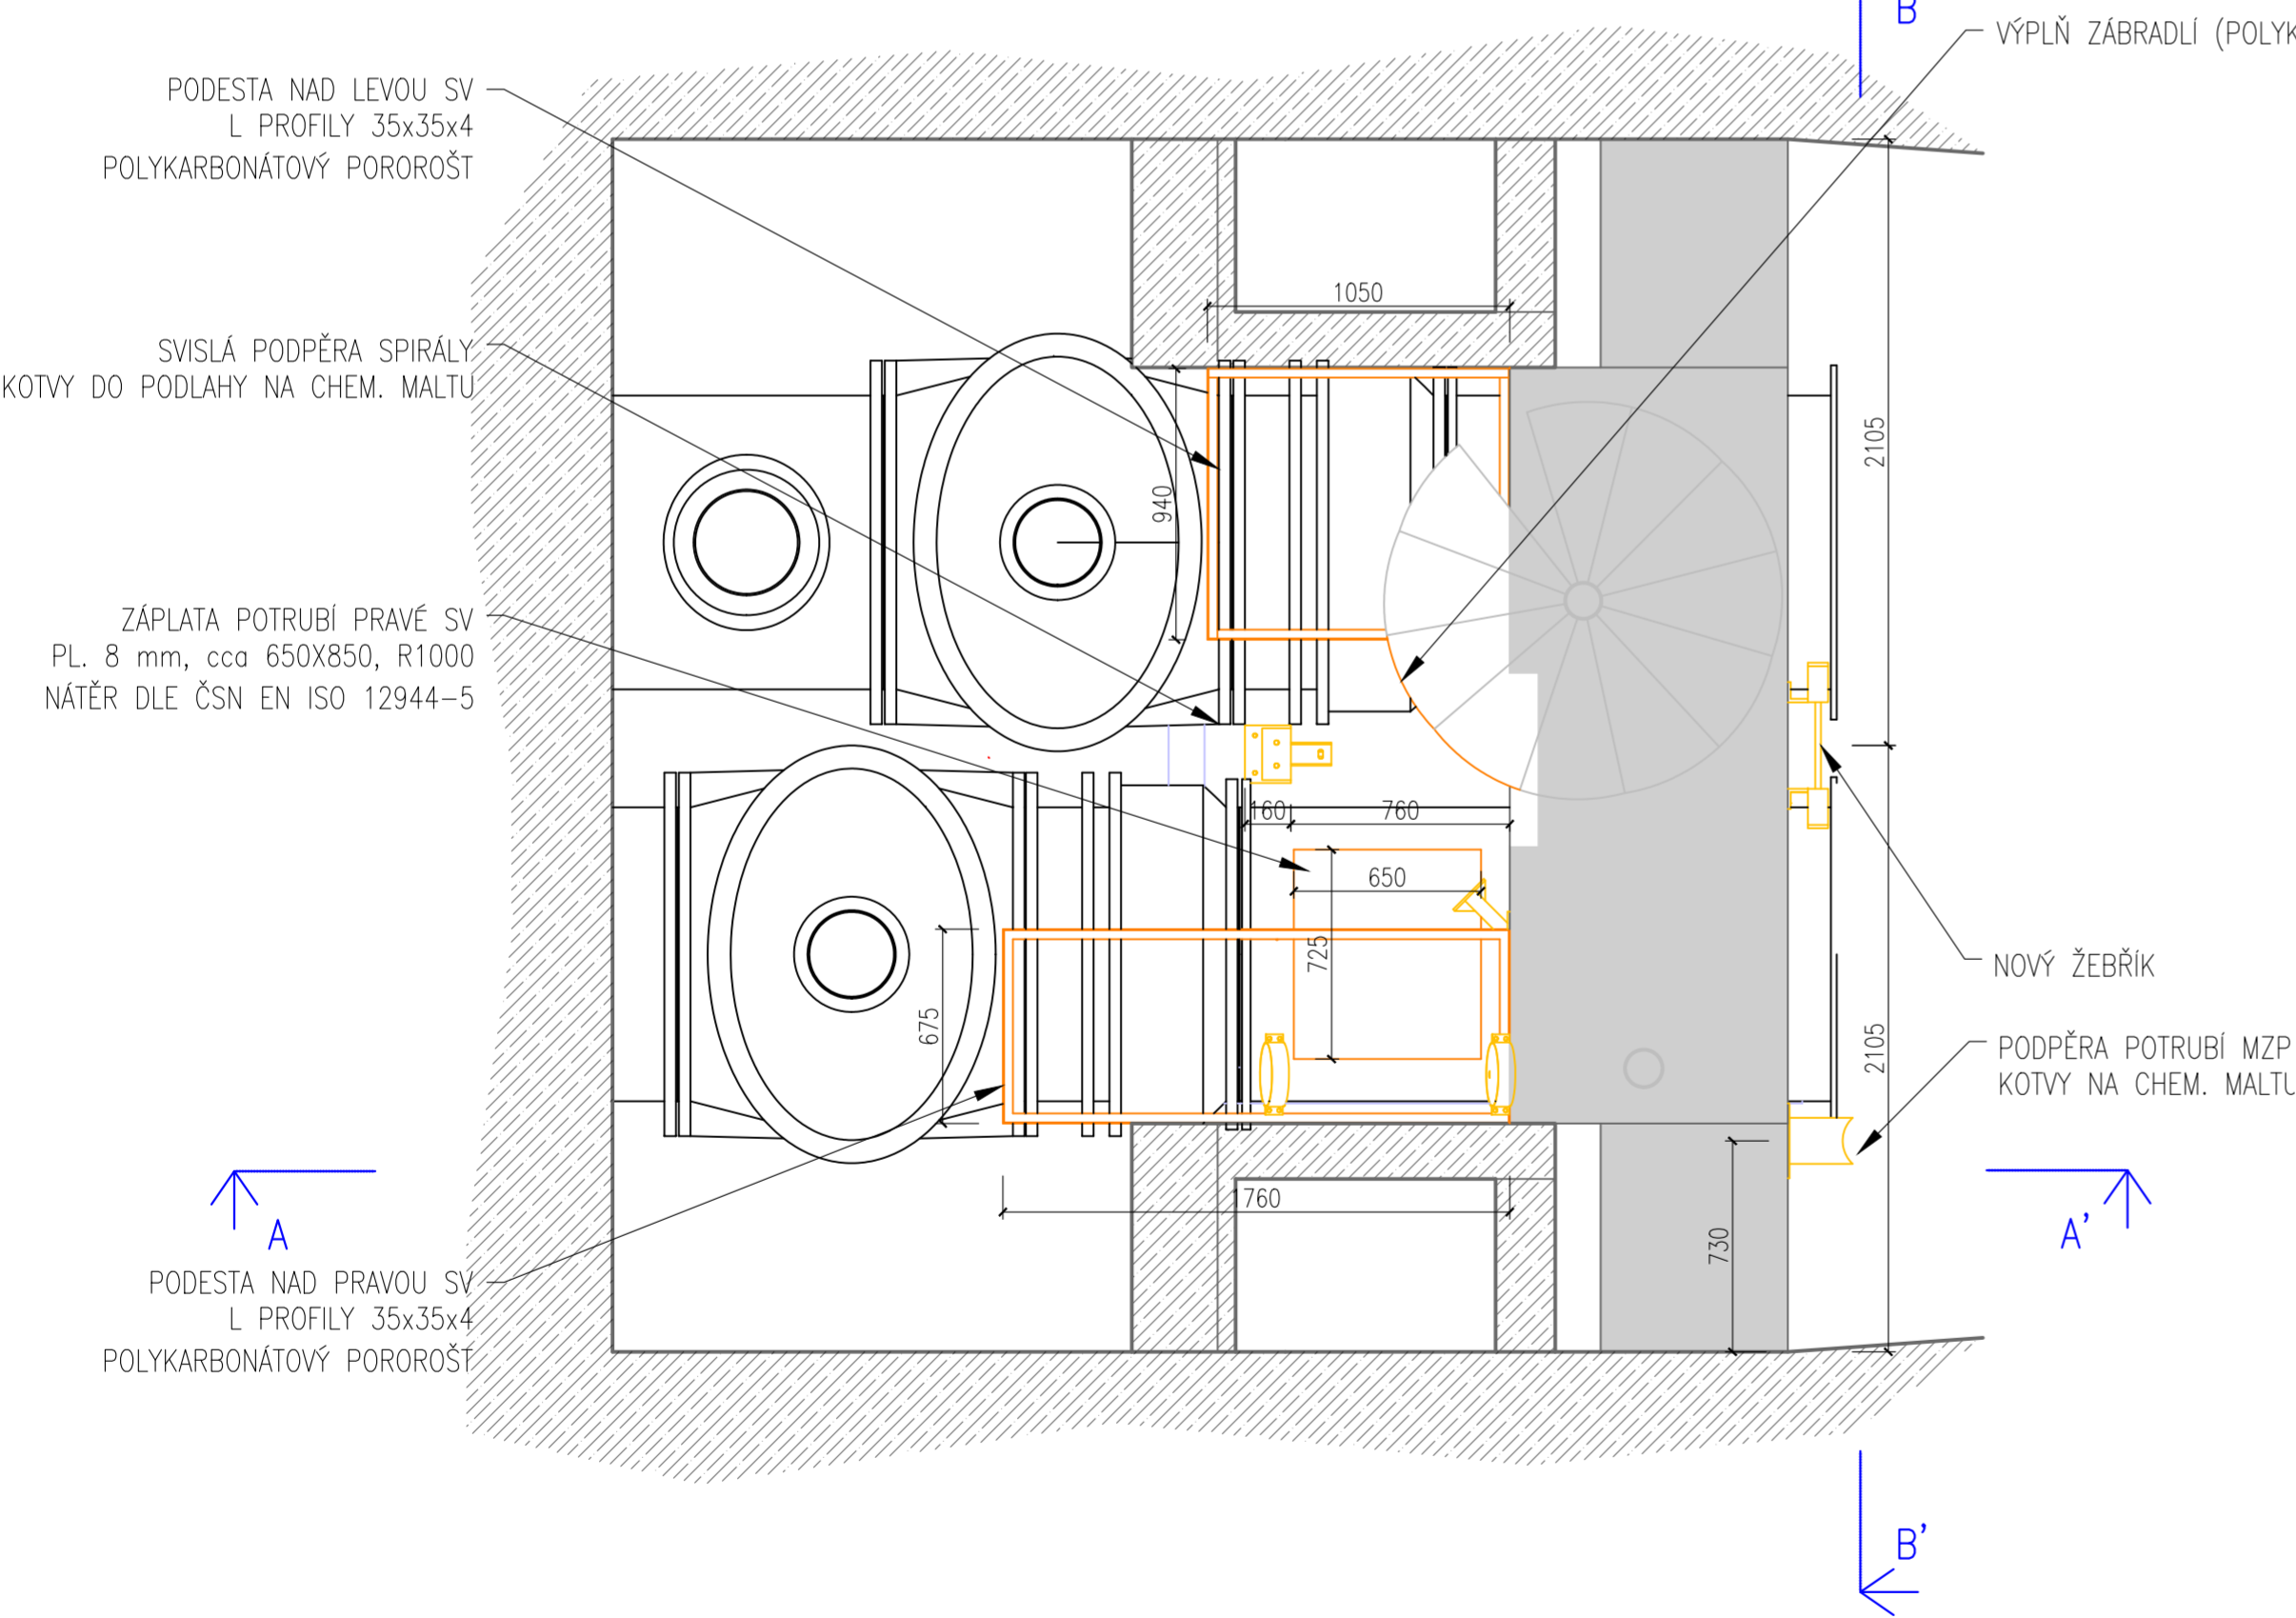 B
VÝPLŇ ZÁBRADLÍ
PODESTA NAD LEVOU SV
L PROFILY 35x35x4
POLYKARBONÁTOVÝ POROROŠT
1050
SVISLÁ PODPĚRA SPIRÁLY
KOTVY DO PODLAHY NA CHEM. MALTU
2105
940
ZÁPLATA POTRUBÍ PRAVÉ SV
PL. 8 mm, cca 650X850, R1000
NÁTĚR DLE ČSN EN ISO 12944-5
160
760
650
725
675
NOVÝ ŽEBŘÍK
2105
PODPĚRA POTRUBÍ MZP
KOTVY NA CHEM. MALTU
1760
730
A
A'
PODESTA NAD PRAVOU SV
L PROFILY 35x35x4
POLYKARBONÁTOVÝ POROROŠT
B'